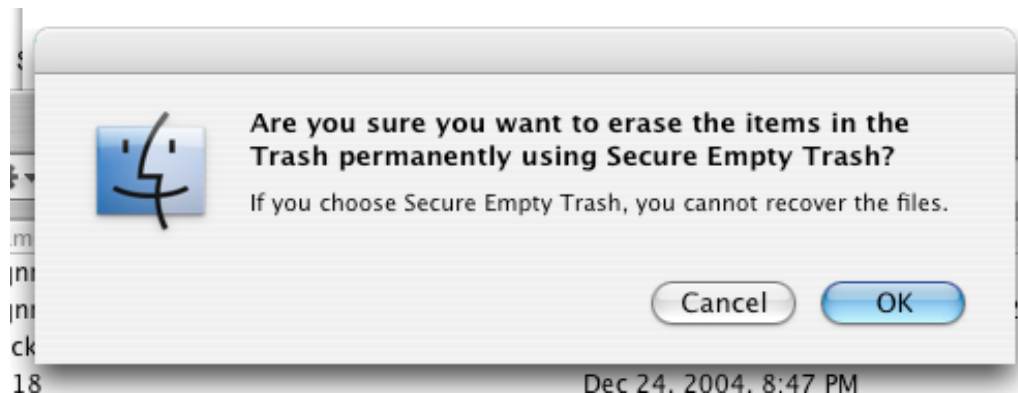 Are you sure you want to erase the items in the
Trash permanently using Secure Empty Trash?
If you choose Secure Empty Trash, you cannot recover the files.
Cancel OK
18 Dec 24, 2004, 8:47 PM